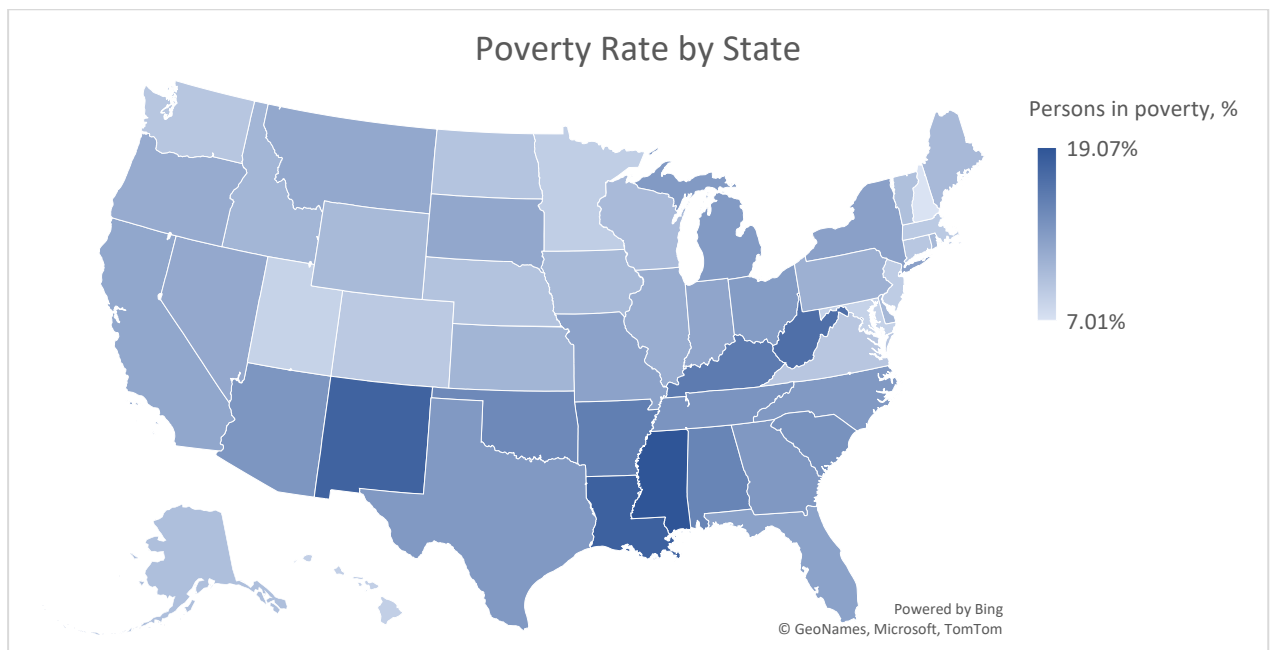 Poverty Rate by State
Persons in poverty, %
19.07%
7.01%
Powered by Bing
© GeoNames, Microsoft, TomTom